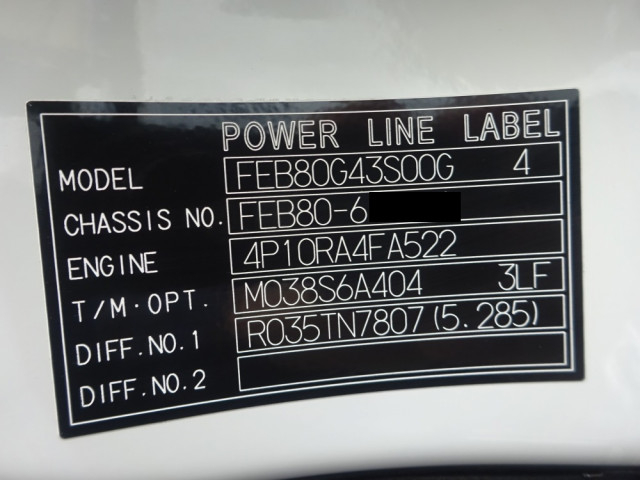 POWER LINE LABEL
MODEL FEB80G43S00G 4
CHASSIS NO. FEB80-6
ENGINE 4P10RA4FA522
T/M·OPT. M038S6A404 3LF
DIFF.NO.1 R035TN7807(5.285)
DIFF.NO.2